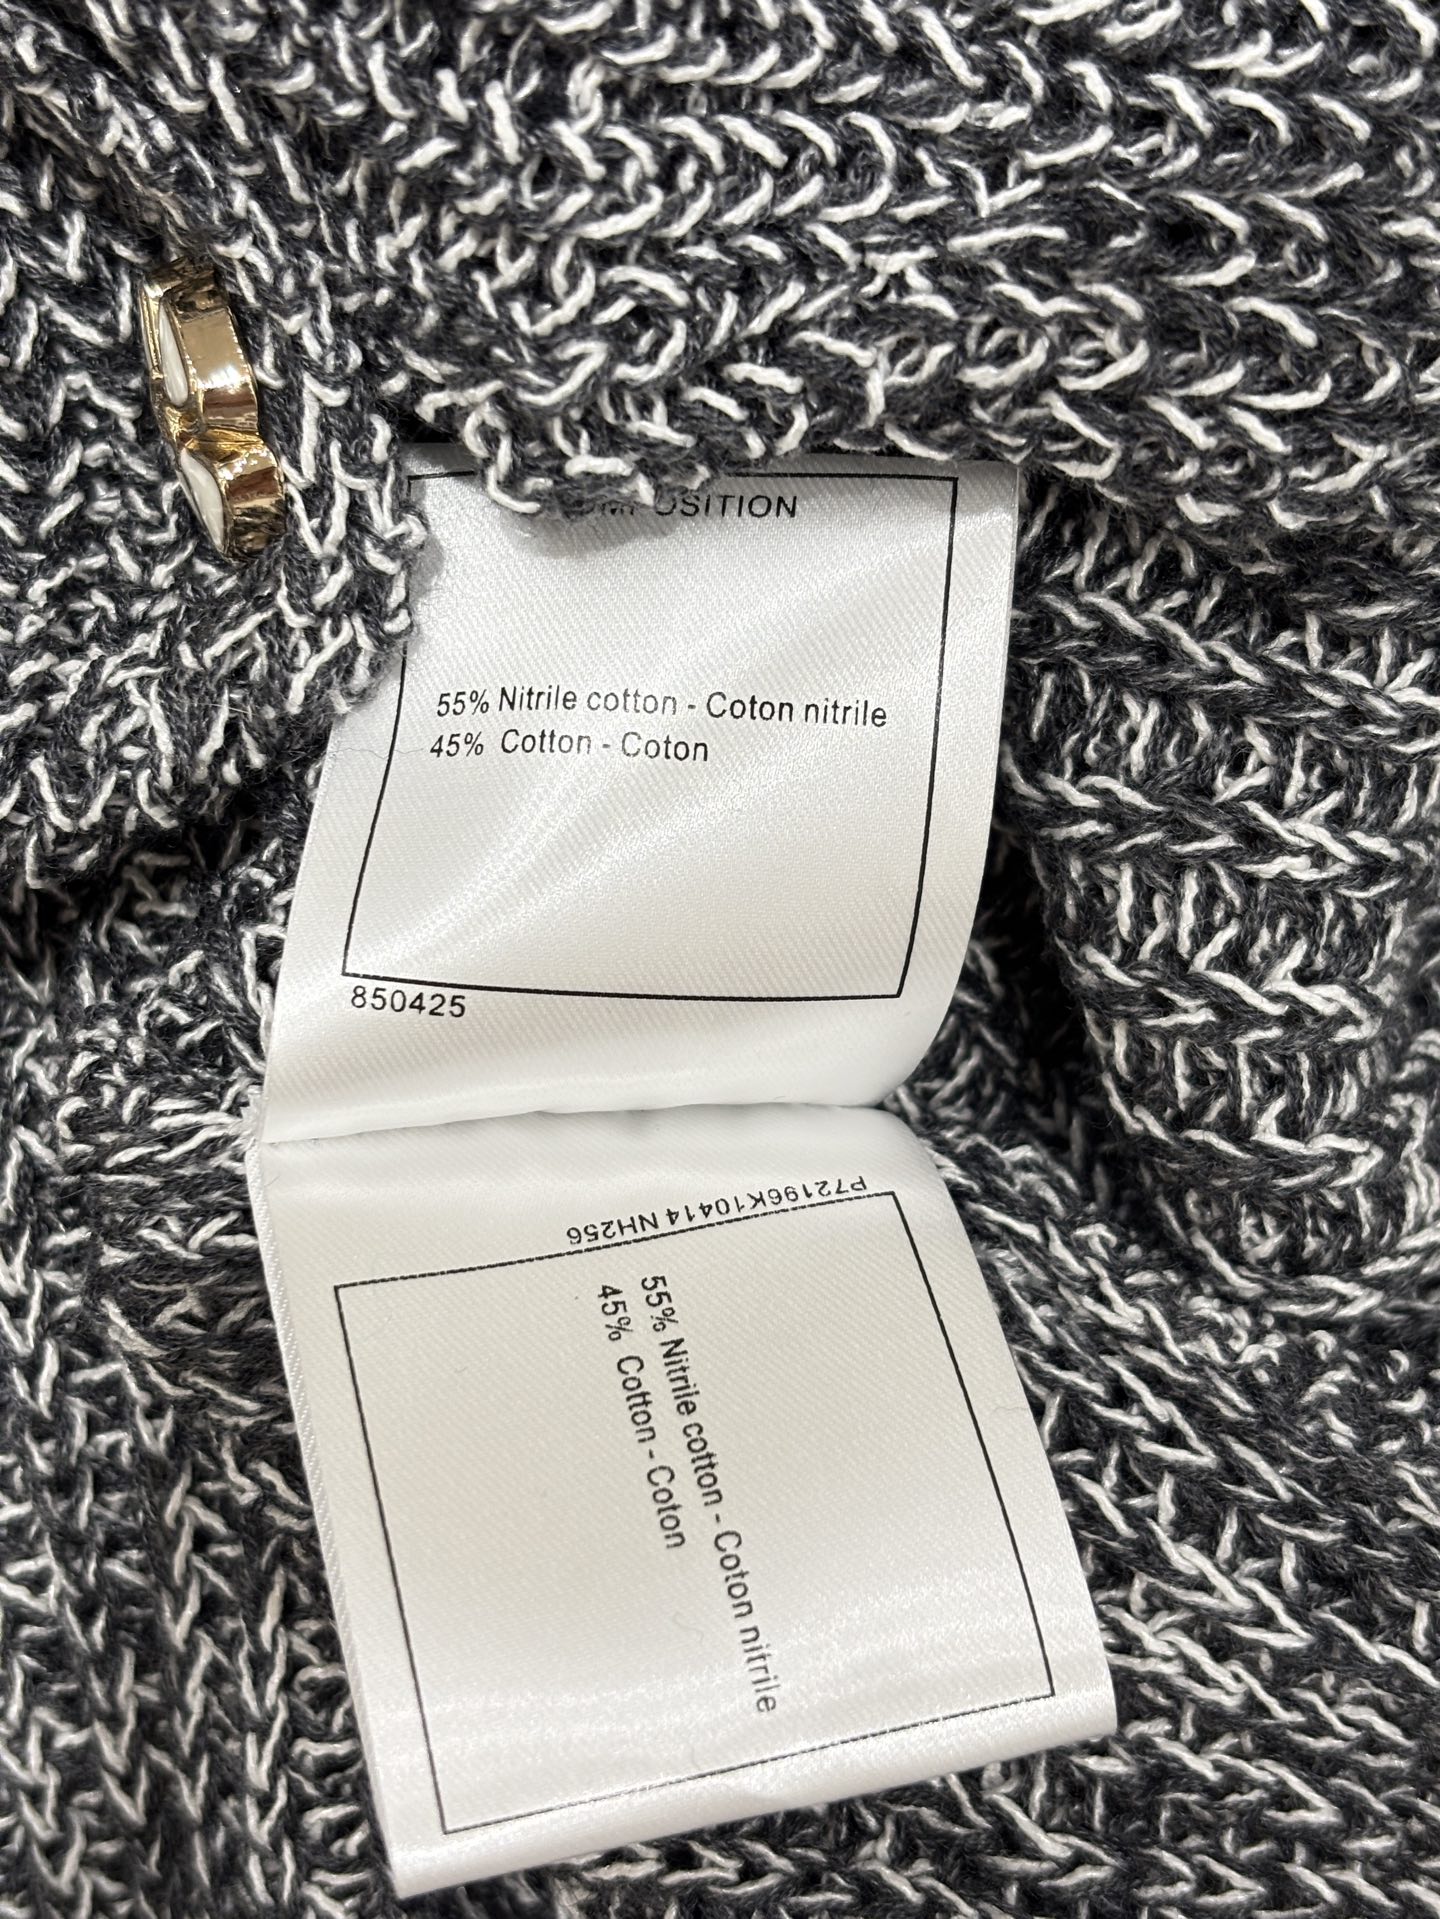 COMPOSITION
55% Nitrile cotton - Coton nitrile
45% Cotton - Coton
850425
P72196K10414 NH256
55% Nitrile cotton - Coton nitrile
45% Cotton - Coton